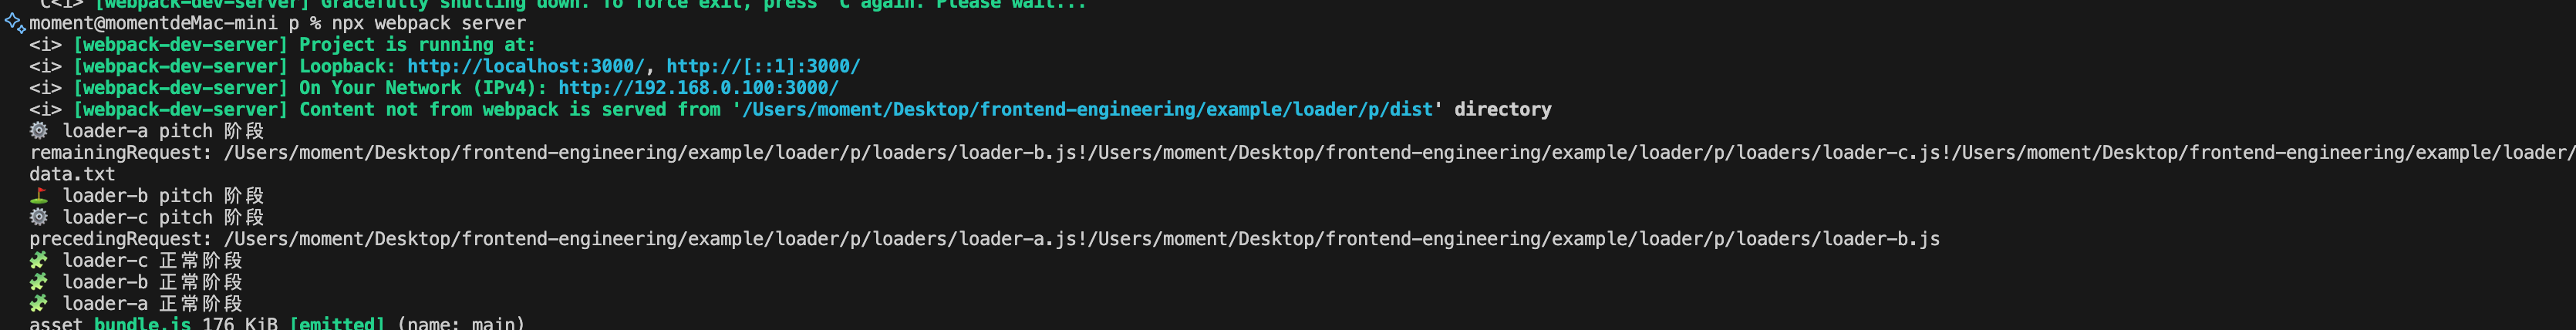 ^C<i> [webpack-dev-server] Gracefully shutting down. To force exit, press ^C again. Please wait...
moment@momentdeMac-mini p % npx webpack server
<i> [webpack-dev-server] Project is running at:
<i> [webpack-dev-server] Loopback: http://localhost:3000/, http://[::1]:3000/
<i> [webpack-dev-server] On Your Network (IPv4): http://192.168.0.100:3000/
<i> [webpack-dev-server] Content not from webpack is served from '/Users/moment/Desktop/frontend-engineering/example/loader/p/dist' directory
⚙️ loader-a pitch 阶段
remainingRequest: /Users/moment/Desktop/frontend-engineering/example/loader/p/loaders/loader-b.js!/Users/moment/Desktop/frontend-engineering/example/loader/p/loaders/loader-c.js!/Users/moment/Desktop/frontend-engineering/example/loader/
data.txt
⛳ loader-b pitch 阶段
⚙️ loader-c pitch 阶段
precedingRequest: /Users/moment/Desktop/frontend-engineering/example/loader/p/loaders/loader-a.js!/Users/moment/Desktop/frontend-engineering/example/loader/p/loaders/loader-b.js
🧩 loader-c 正常阶段
🧩 loader-b 正常阶段
🧩 loader-a 正常阶段
asset bundle.js 176 KiB [emitted] (name: main)